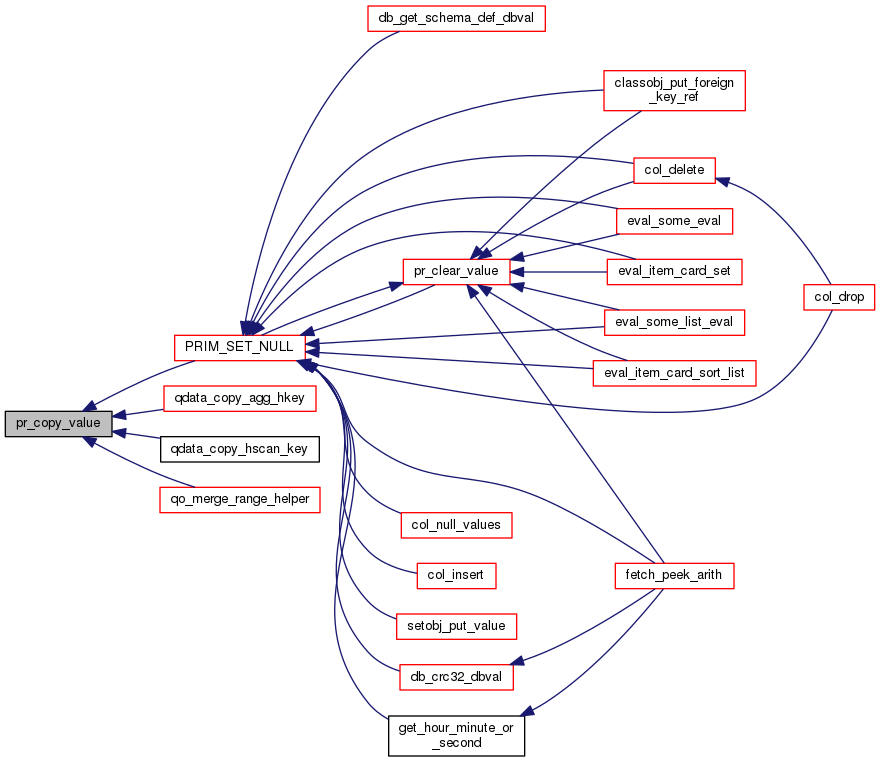 db_get_schema_def_dbval
classobj_put_foreign
_key_ref
col_delete
eval_some_eval
pr_clear_value
eval_item_card_set
col_drop
eval_some_list_eval
PRIM_SET_NULL
eval_item_card_sort_list
qdata_copy_agg_hkey
pr_copy_value
qdata_copy_hscan_key
qo_merge_range_helper
col_null_values
col_insert
fetch_peek_arith
setobj_put_value
db_crc32_dbval
get_hour_minute_or
_second